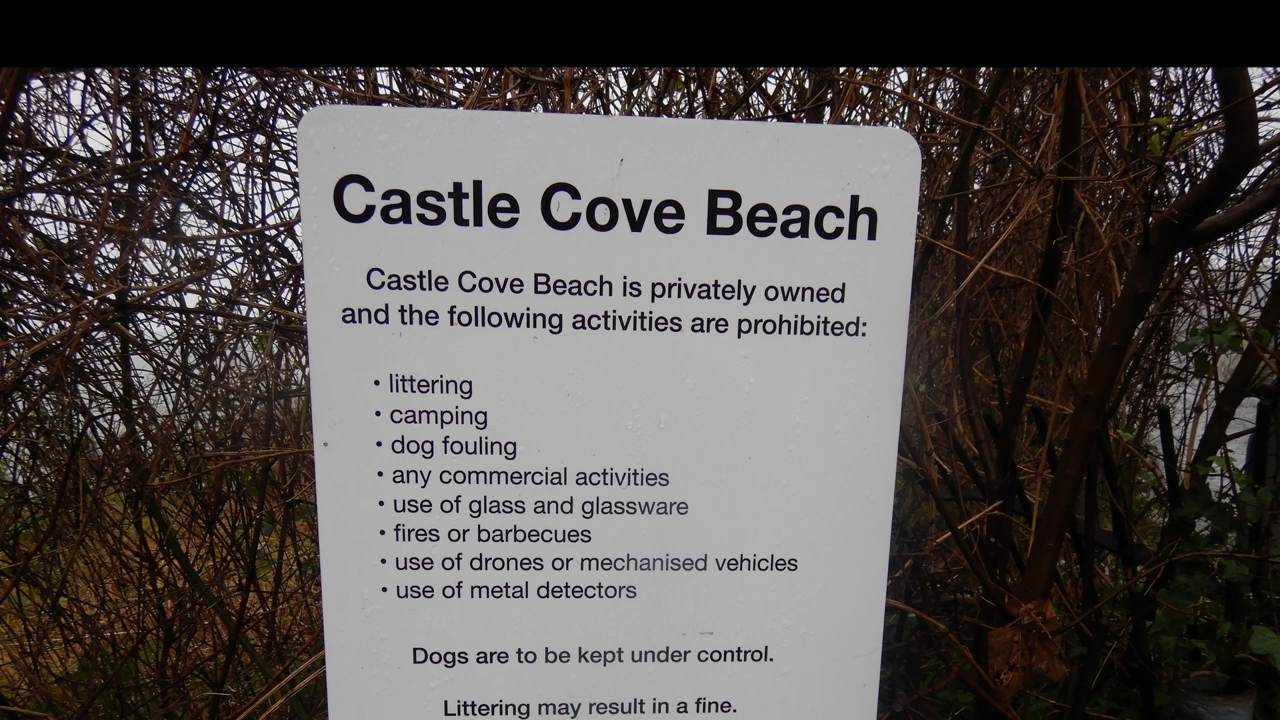 Castle Cove Beach
Castle Cove Beach is privately owned
and the following activities are prohibited:
• littering
• camping
• dog fouling
• any commercial activities
• use of glass and glassware
• fires or barbecues
• use of drones or mechanised vehicles
• use of metal detectors
Dogs are to be kept under control.
Littering may result in a fine.